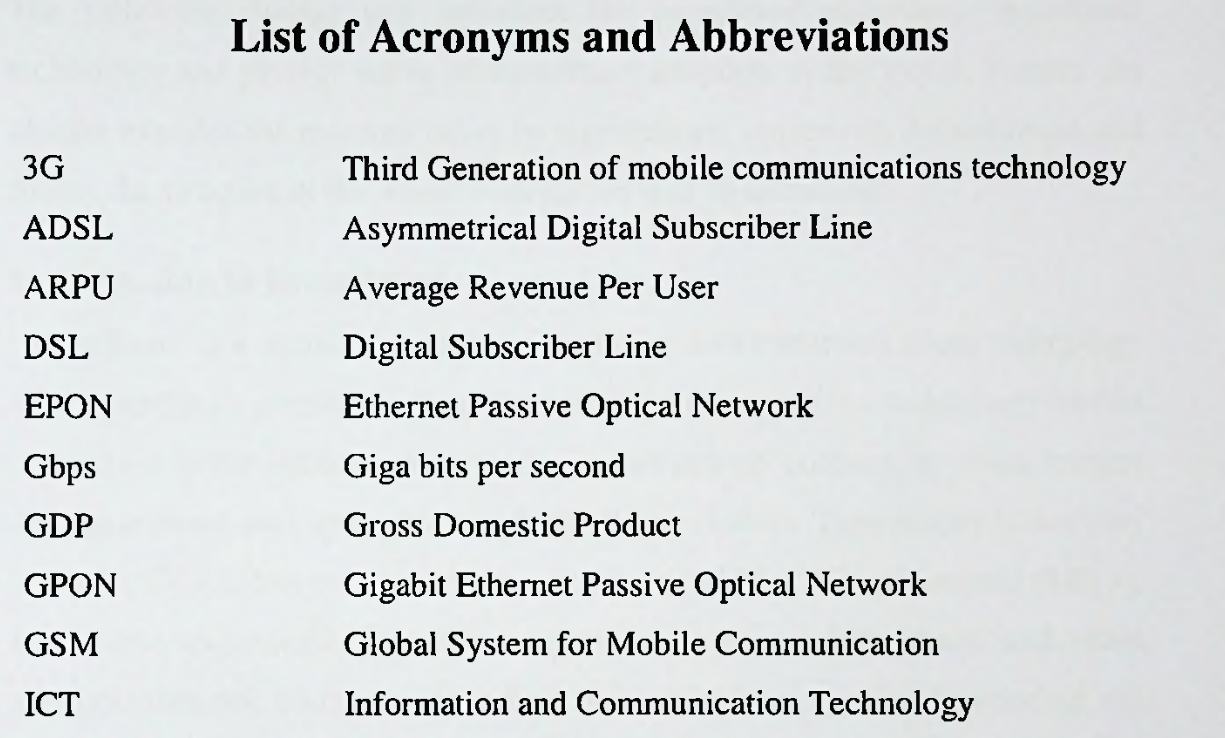 List of Acronyms and Abbreviations
3G Third Generation of mobile communications technology
ADSL Asymmetrical Digital Subscriber Line
ARPU Average Revenue Per User
DSL Digital Subscriber Line
EPON Ethernet Passive Optical Network
Gbps Giga bits per second
GDP Gross Domestic Product
GPON Gigabit Ethernet Passive Optical Network
GSM Global System for Mobile Communication
ICT Information and Communication Technology